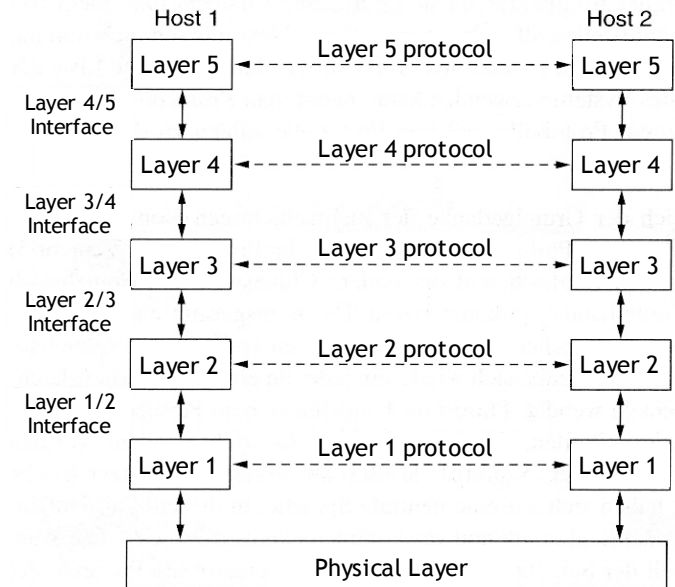 Host 1
Host 2
Layer 5 protocol
Layer 5
Layer 5
Layer 4/5
Interface
Layer 4 protocol
Layer 4
Layer 4
Layer 3/4
Interface
Layer 3 protocol
Layer 3
Layer 3
Layer 2/3
Interface
Layer 2 protocol
Layer 2
Layer 2
Layer 1/2
Interface
Layer 1 protocol
Layer 1
Layer 1
Physical Layer